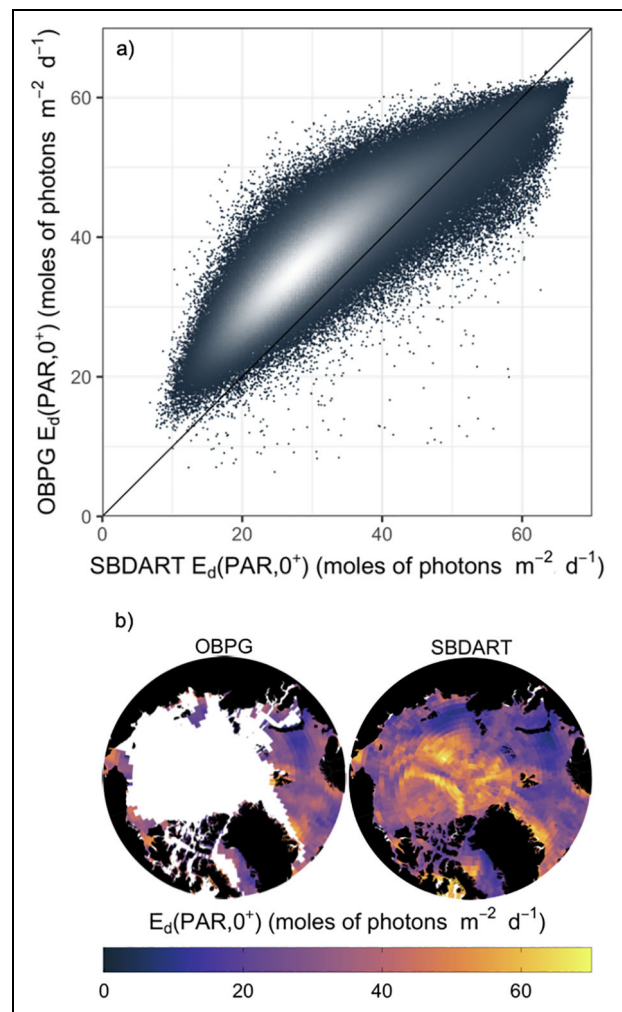 a)
OBPG E_d(PAR,0⁺) (moles of photons m⁻² d⁻¹)
60
40
20
0
0 20 40 60
SBDART E_d(PAR,0⁺) (moles of photons m⁻² d⁻¹)
b)
OBPG SBDART
E_d(PAR,0⁺) (moles of photons m⁻² d⁻¹)
0 20 40 60